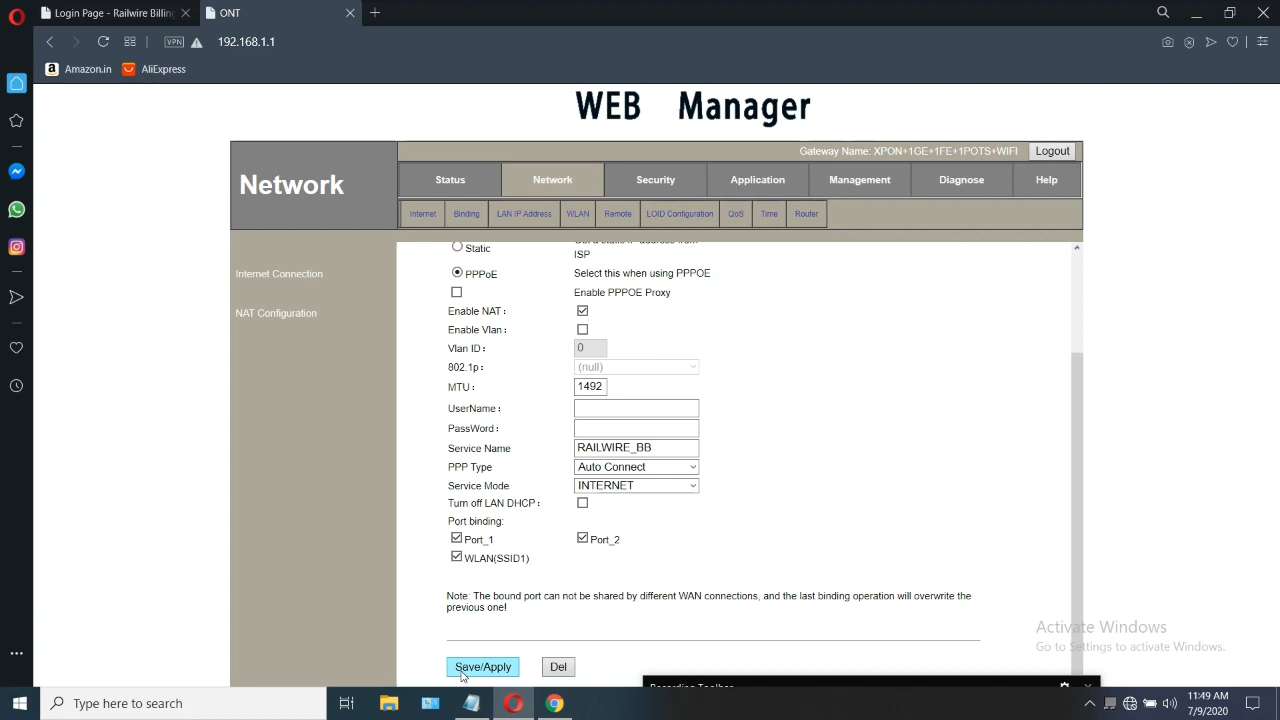 Login Page - Railwire Billing
ONT
VPN
192.168.1.1
Amazon.in
AliExpress
WEB Manager
Gateway Name: XPON+1GE+1FE+1POTS+WIFI
Logout
Network
Status
Network
Security
Application
Management
Diagnose
Help
Internet
Binding
LAN IP Address
WLAN
Remote
LOID Configuration
QoS
Time
Router
Internet Connection
NAT Configuration
Static
ISP
PPPoE
Select this when using PPPOE
Enable PPPOE Proxy
Enable NAT :
Enable Vlan :
Vlan ID :
0
802.1p :
(null)
MTU :
1492
UserName :
PassWord :
Service Name
RAILWIRE_BB
PPP Type
Auto Connect
Service Mode
INTERNET
Turn off LAN DHCP :
Port binding:
Port_1
Port_2
WLAN(SSID1)
Note: The bound port can not be shared by different WAN connections, and the last binding operation will overwrite the
previous one!
Activate Windows
Go to Settings to activate Windows.
Save/Apply
Del
Recording Toolbar
Type here to search
11:49 AM
7/9/2020